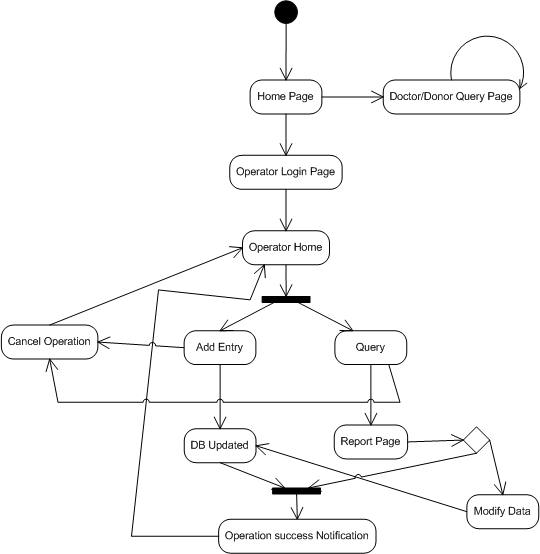 Home Page
Doctor/Donor Query Page
Operator Login Page
Operator Home
Cancel Operation
Add Entry
Query
DB Updated
Report Page
Modify Data
Operation success Notification